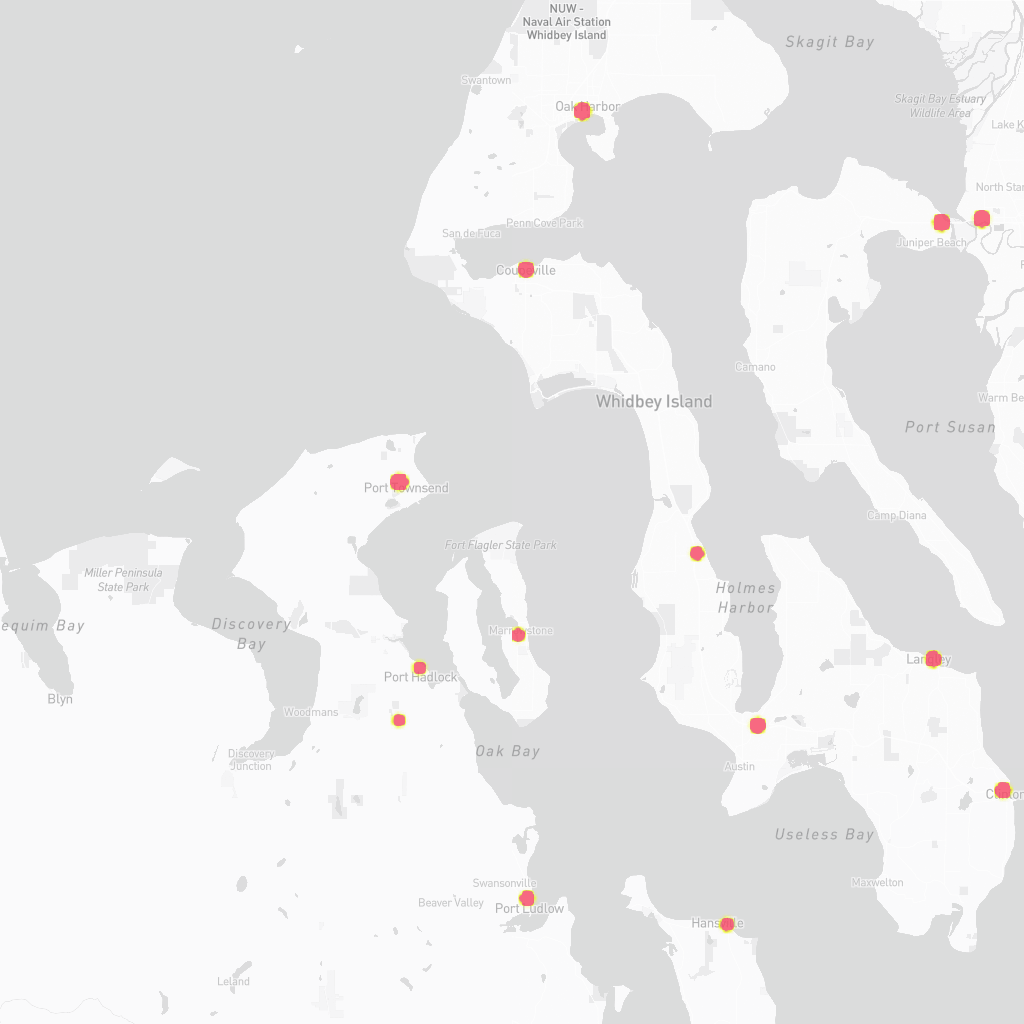 NUW -
Naval Air Station
Whidbey Island
Skagit Bay
Swantown
Skagit Bay Estuary
Wildlife Area
Oak Harbor
Lake K
North Star
Penn Cove Park
San de Fuca
Juniper Beach
Coupeville
Camano
Warm Be
Whidbey Island
Port Susan
Port Townsend
Camp Diana
Fort Flagler State Park
Miller Peninsula
State Park
Holmes
Harbor
equim Bay
Discovery
Bay
Marrowstone
Langley
Port Hadlock
Blyn
Woodmans
Oak Bay
Discovery
Junction
Austin
Clinton
Useless Bay
Swansonville
Maxwelton
Beaver Valley
Port Ludlow
Hansville
Leland